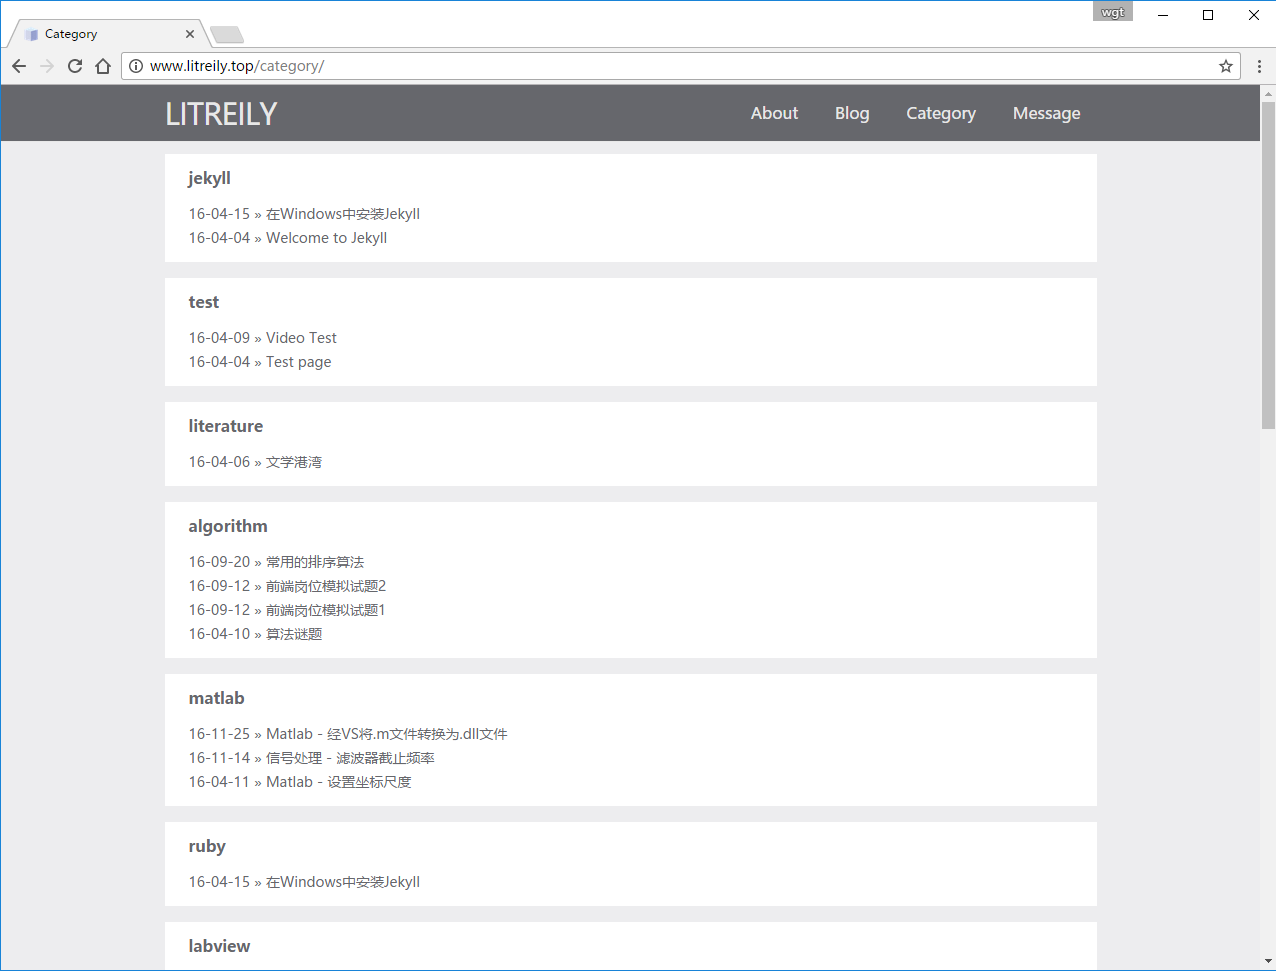 wgt
Category
www.litreily.top/category/
LITREILY
About Blog Category Message
jekyll
16-04-15 » 在Windows中安装Jekyll
16-04-04 » Welcome to Jekyll
test
16-04-09 » Video Test
16-04-04 » Test page
literature
16-04-06 » 文学港湾
algorithm
16-09-20 » 常用的排序算法
16-09-12 » 前端岗位模拟试题2
16-09-12 » 前端岗位模拟试题1
16-04-10 » 算法谜题
matlab
16-11-25 » Matlab - 经VS将.m文件转换为.dll文件
16-11-14 » 信号处理 - 滤波器截止频率
16-04-11 » Matlab - 设置坐标尺度
ruby
16-04-15 » 在Windows中安装Jekyll
labview